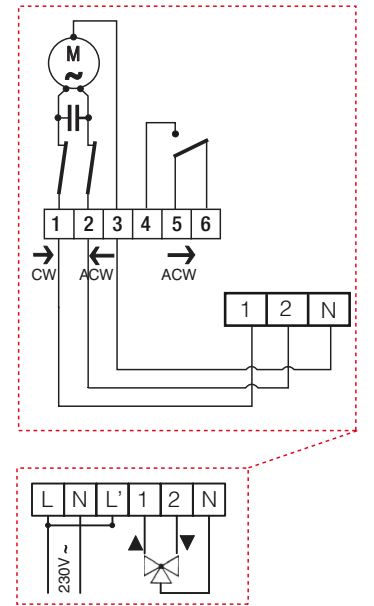 M
~
1 2 3 4 5 6
CW ACW ACW
1 2 N
L N L' 1 2 N
230V ~